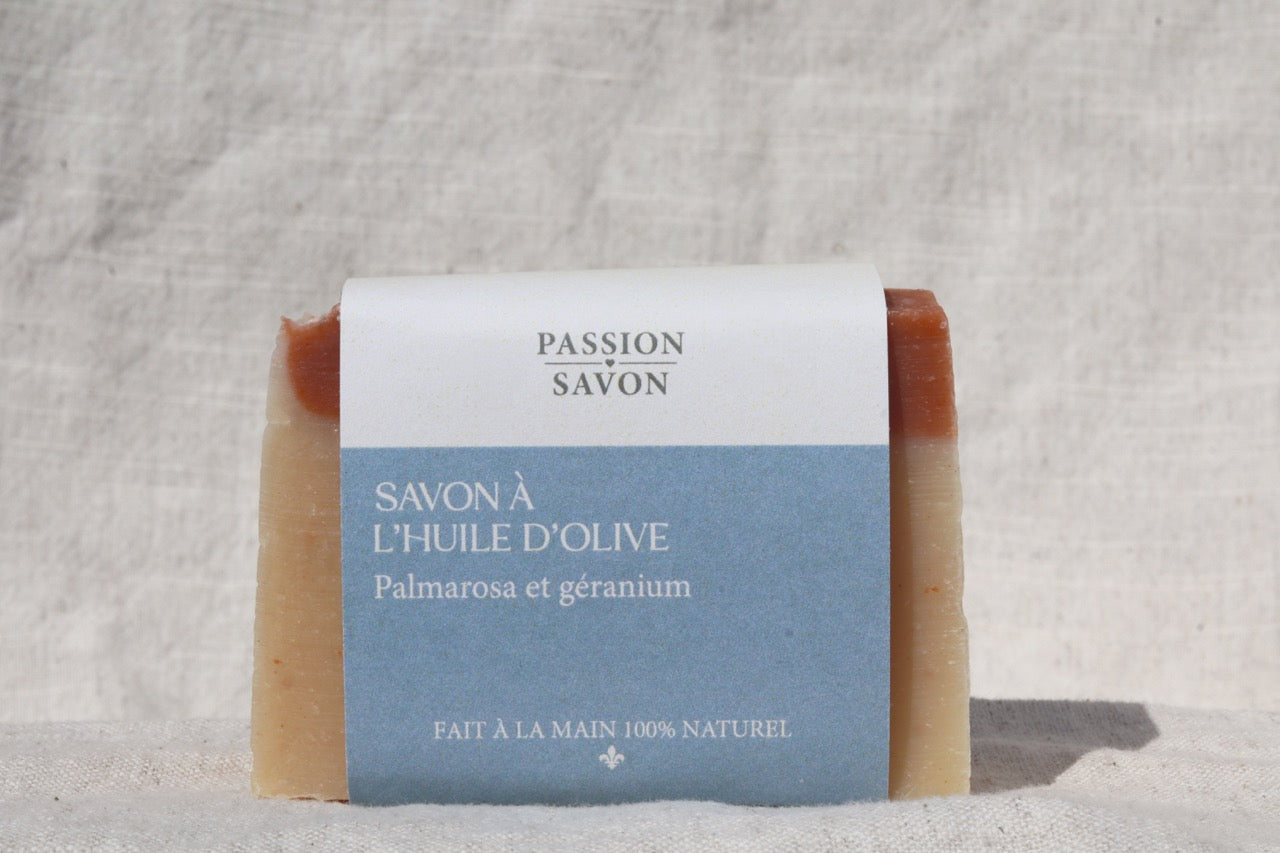 PASSION
SAVON
SAVON À
L'HUILE D'OLIVE
Palmarosa et géranium
FAIT À LA MAIN 100% NATUREL